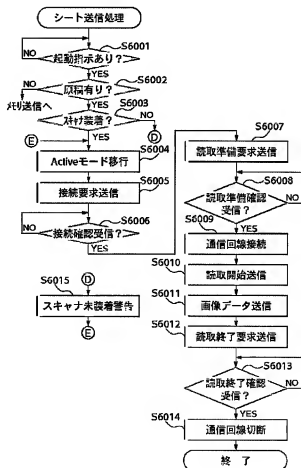 シート送信処理
S6001
起動指示あり?
NO
YES
S6002
原稿有り?
NO
メモリ送信へ
YES
S6003
スキャナ装着?
NO
YES
D
E
S6004
Activeモード移行
S6005
接続要求送信
S6006
接続確認受信?
NO
YES
S6015
D
スキャナ未装着警告
E
S6007
読取準備要求送信
S6008
読取準備確認
受信?
NO
YES
S6009
通信回線接続
S6010
読取開始送信
S6011
画像データ送信
S6012
読取終了要求送信
S6013
読取終了確認
受信?
NO
YES
S6014
通信回線切断
終了